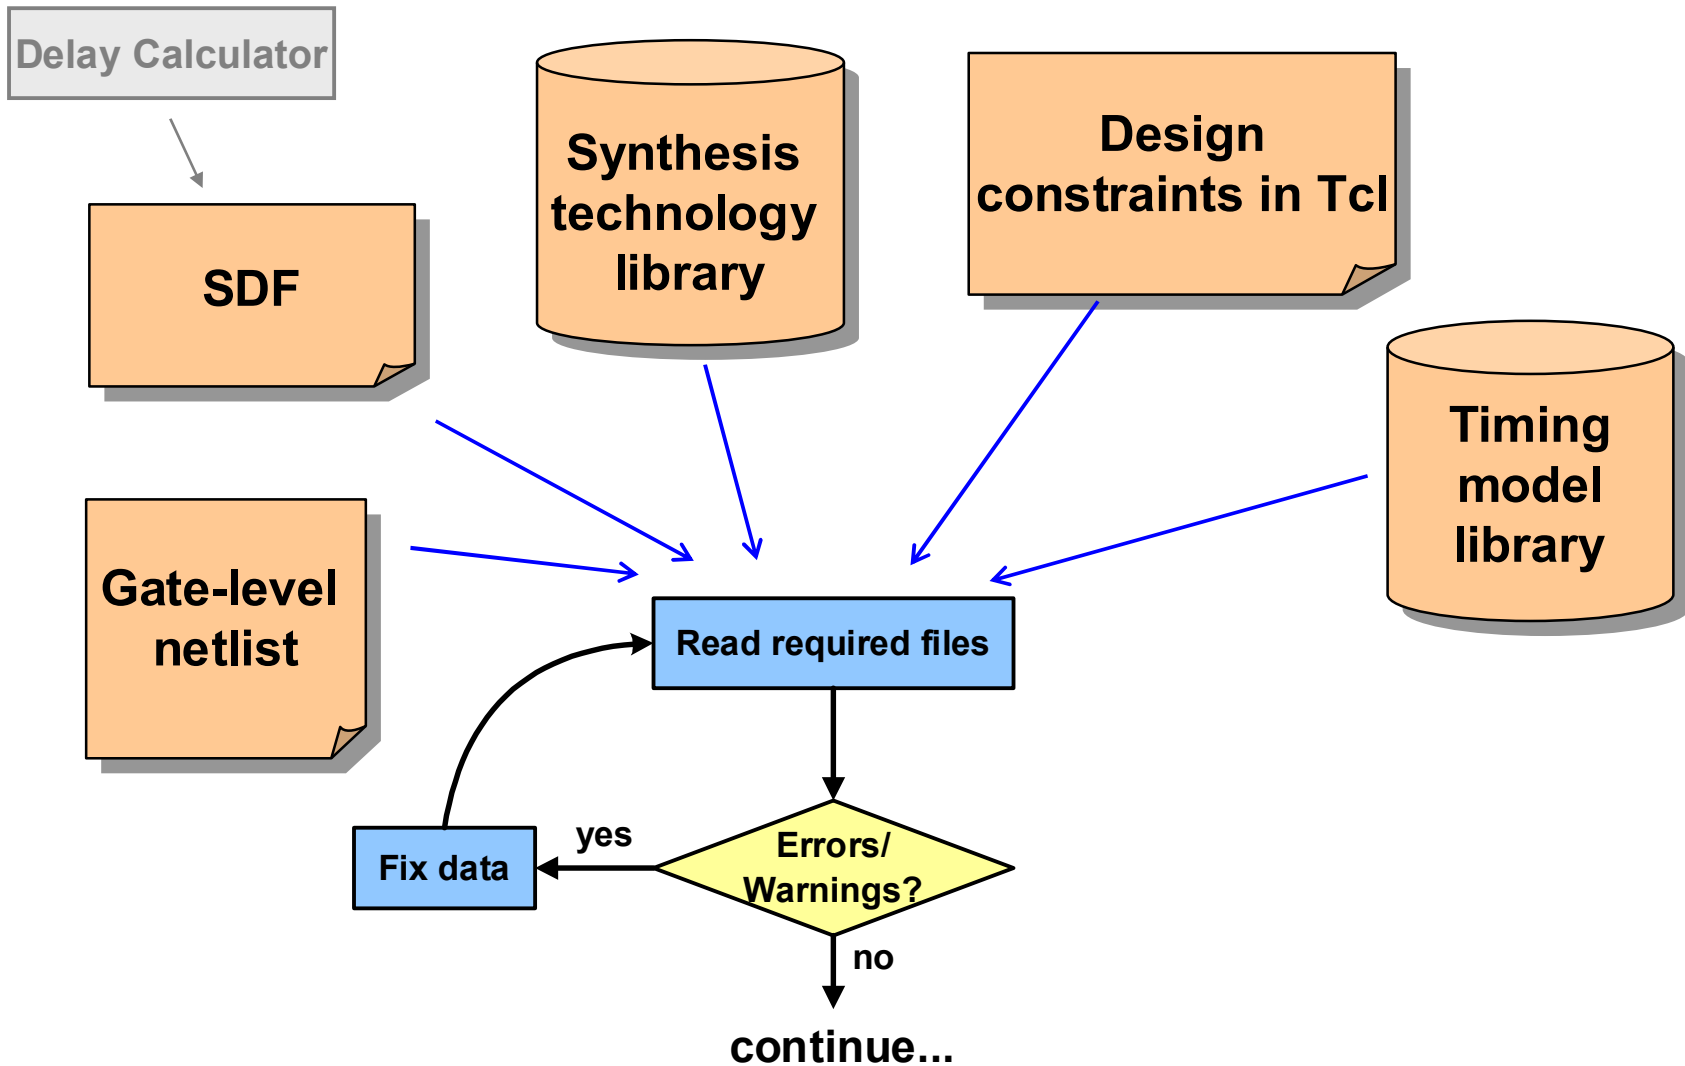 Delay Calculator
SDF
Synthesis
technology
library
Design
constraints in Tcl
Timing
model
library
Gate-level
netlist
Read required files
Fix data
yes
Errors/
Warnings?
no
continue...